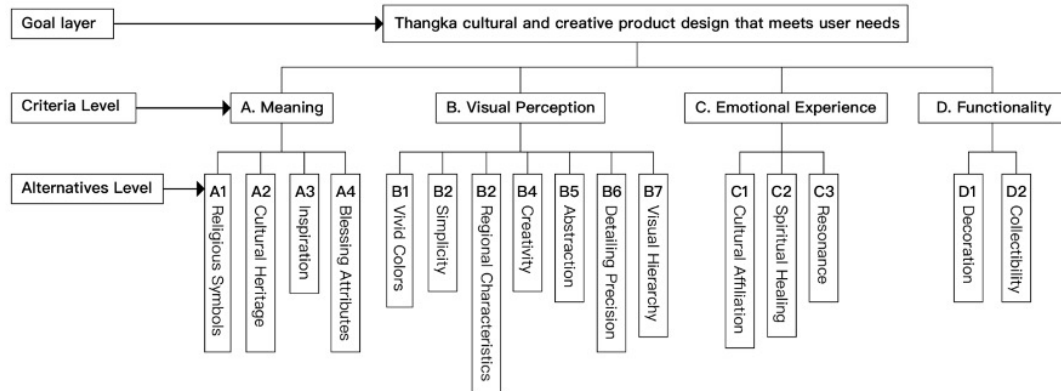 Goal layer
Thangka cultural and creative product design that meets user needs
Criteria Level
A. Meaning
B. Visual Perception
C. Emotional Experience
D. Functionality
Alternatives Level
A1 Religious Symbols
A2 Cultural Heritage
A3 Inspiration
A4 Blessing Attributes
B1 Vivid Colors
B2 Simplicity
B2 Regional Characteristics
B4 Creativity
B5 Abstraction
B6 Detailing Precision
B7 Visual Hierarchy
C1 Cultural Affiliation
C2 Spiritual Healing
C3 Resonance
D1 Decoration
D2 Collectibility